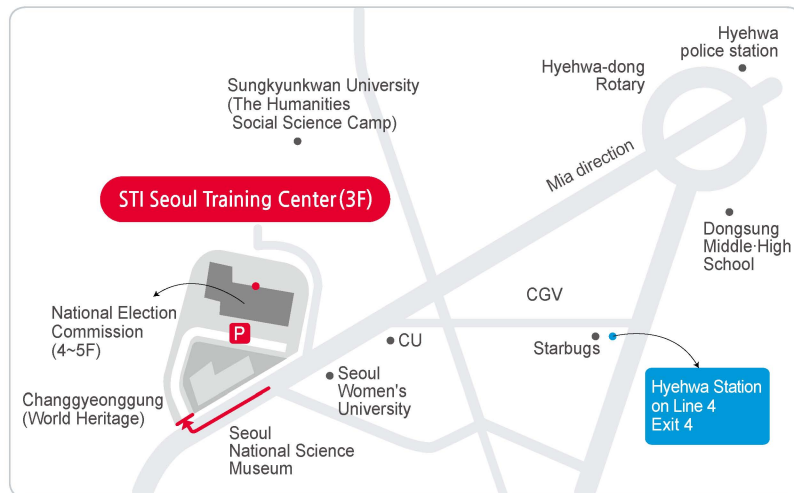 Hyehwa
police station
Hyehwa-dong
Rotary
Sungkyunkwan University
(The Humanities
Social Science Camp)
Mia direction
STI Seoul Training Center(3F)
Dongsung
Middle·High
School
National Election
Commission
(4~5F)
P
CGV
CU
Starbugs
Seoul
Women's
University
Hyehwa Station
on Line 4
Exit 4
Changgyeonggung
(World Heritage)
Seoul
National Science
Museum